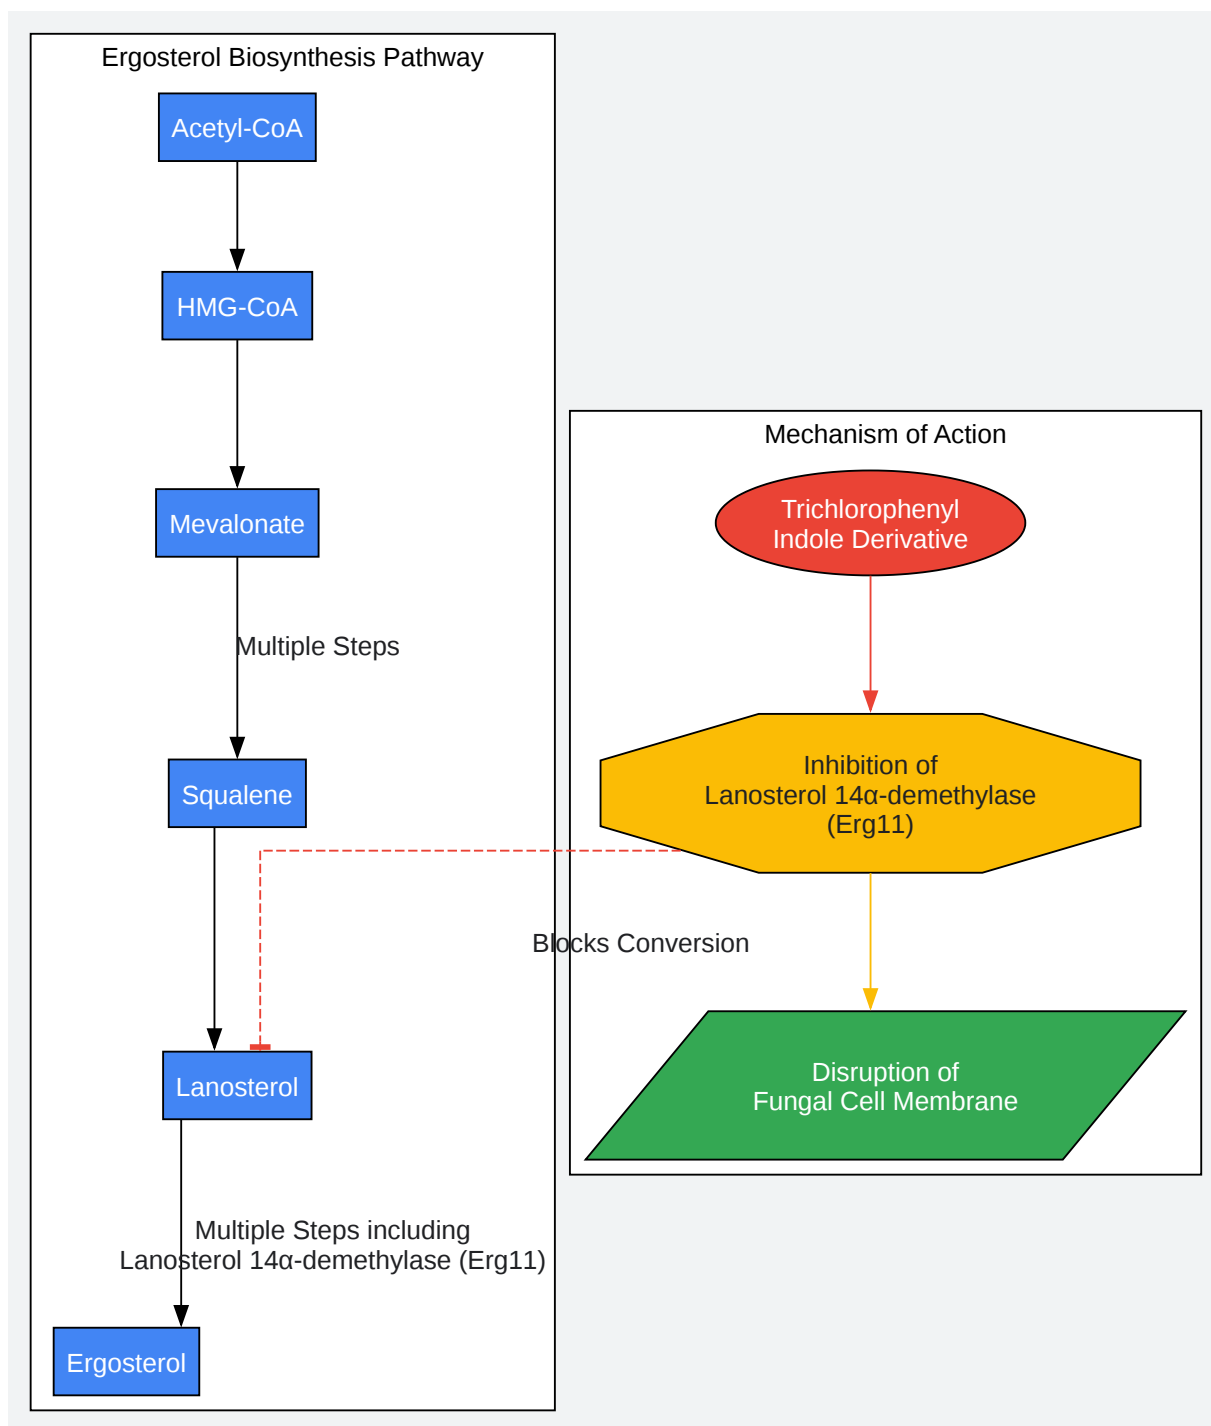 Ergosterol Biosynthesis Pathway
Acetyl-CoA
HMG-CoA
Mevalonate
Multiple Steps
Squalene
Lanosterol
Multiple Steps including
Lanosterol 14α-demethylase (Erg11)
Ergosterol
Mechanism of Action
Trichlorophenyl
Indole Derivative
Inhibition of
Lanosterol 14α-demethylase
(Erg11)
Blocks Conversion
Disruption of
Fungal Cell Membrane